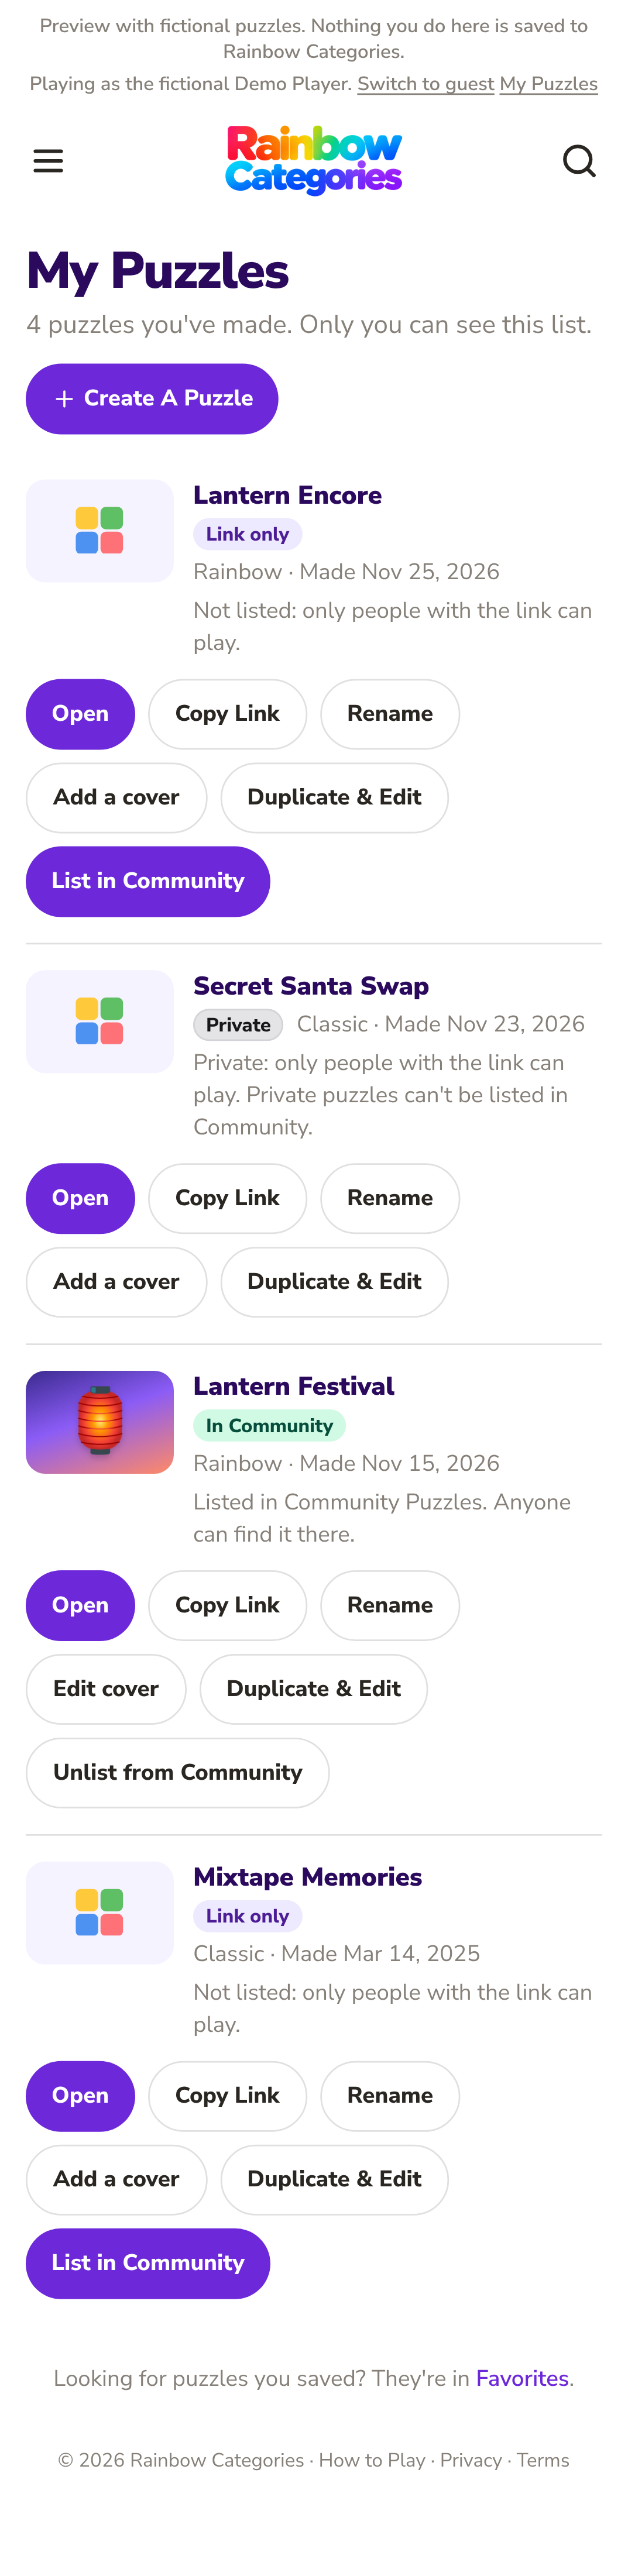 Preview with fictional puzzles. Nothing you do here is saved to
Rainbow Categories.
Playing as the fictional Demo Player. Switch to guest My Puzzles
Rainbow
Categories
My Puzzles
4 puzzles you've made. Only you can see this list.
+ Create A Puzzle
Lantern Encore
Link only
Rainbow · Made Nov 25, 2026
Not listed: only people with the link can
play.
Open Copy Link Rename
Add a cover Duplicate & Edit
List in Community
Secret Santa Swap
Private Classic · Made Nov 23, 2026
Private: only people with the link can
play. Private puzzles can't be listed in
Community.
Open Copy Link Rename
Add a cover Duplicate & Edit
Lantern Festival
In Community
Rainbow · Made Nov 15, 2026
Listed in Community Puzzles. Anyone
can find it there.
Open Copy Link Rename
Edit cover Duplicate & Edit
Unlist from Community
Mixtape Memories
Link only
Classic · Made Mar 14, 2025
Not listed: only people with the link can
play.
Open Copy Link Rename
Add a cover Duplicate & Edit
List in Community
Looking for puzzles you saved? They're in Favorites.
© 2026 Rainbow Categories · How to Play · Privacy · Terms